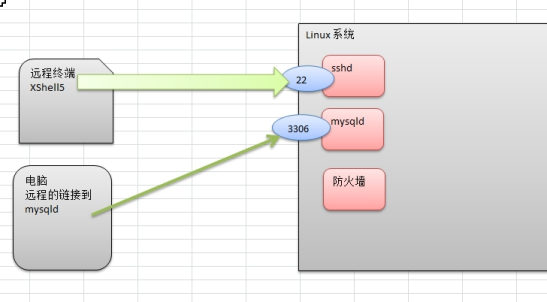 Linux 系统
远程终端
XShell5
22
sshd
3306
mysqld
电脑
远程的链接到
mysqld
防火墙